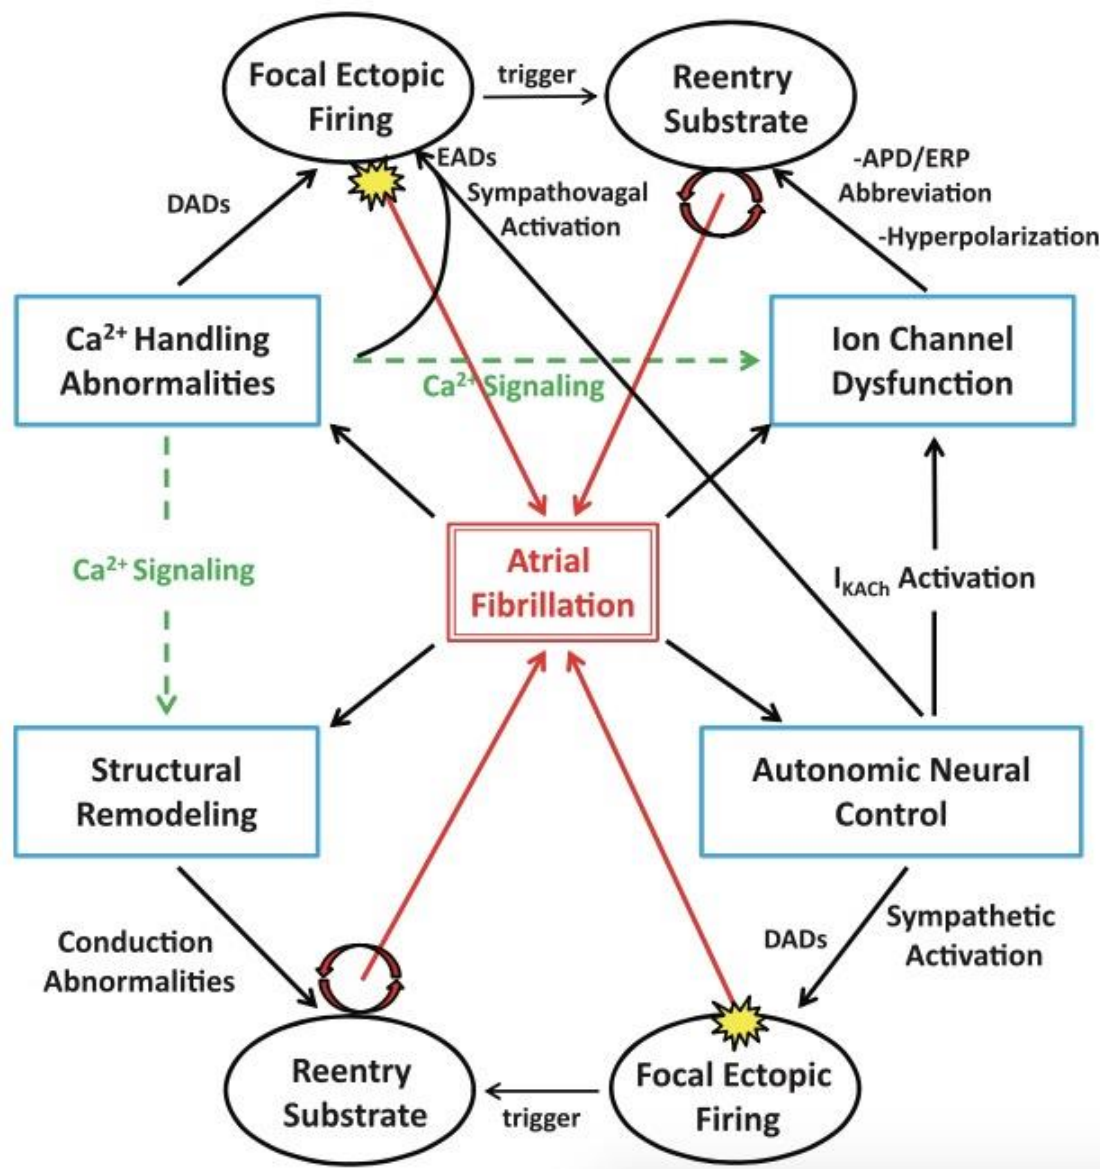 Focal Ectopic
Firing
trigger
Reentry
Substrate
DADs
EADs
Sympathovagal
Activation
-APD/ERP
Abbreviation
-Hyperpolarization
Ca²⁺ Handling
Abnormalities
Ca²⁺ Signaling
Ion Channel
Dysfunction
Ca²⁺ Signaling
Atrial
Fibrillation
I_KACh Activation
Structural
Remodeling
Autonomic Neural
Control
Conduction
Abnormalities
DADs
Sympathetic
Activation
Reentry
Substrate
trigger
Focal Ectopic
Firing